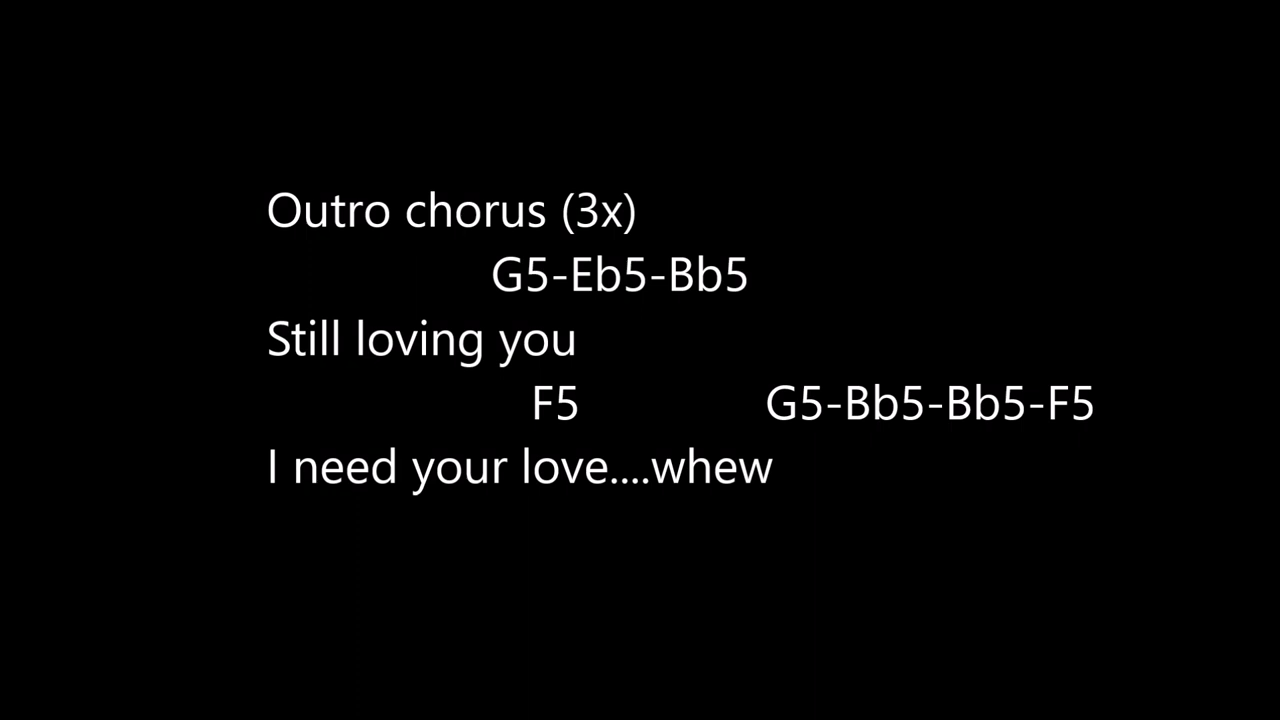 Outro chorus (3x)
G5-Eb5-Bb5
Still loving you
F5 G5-Bb5-Bb5-F5
I need your love....whew